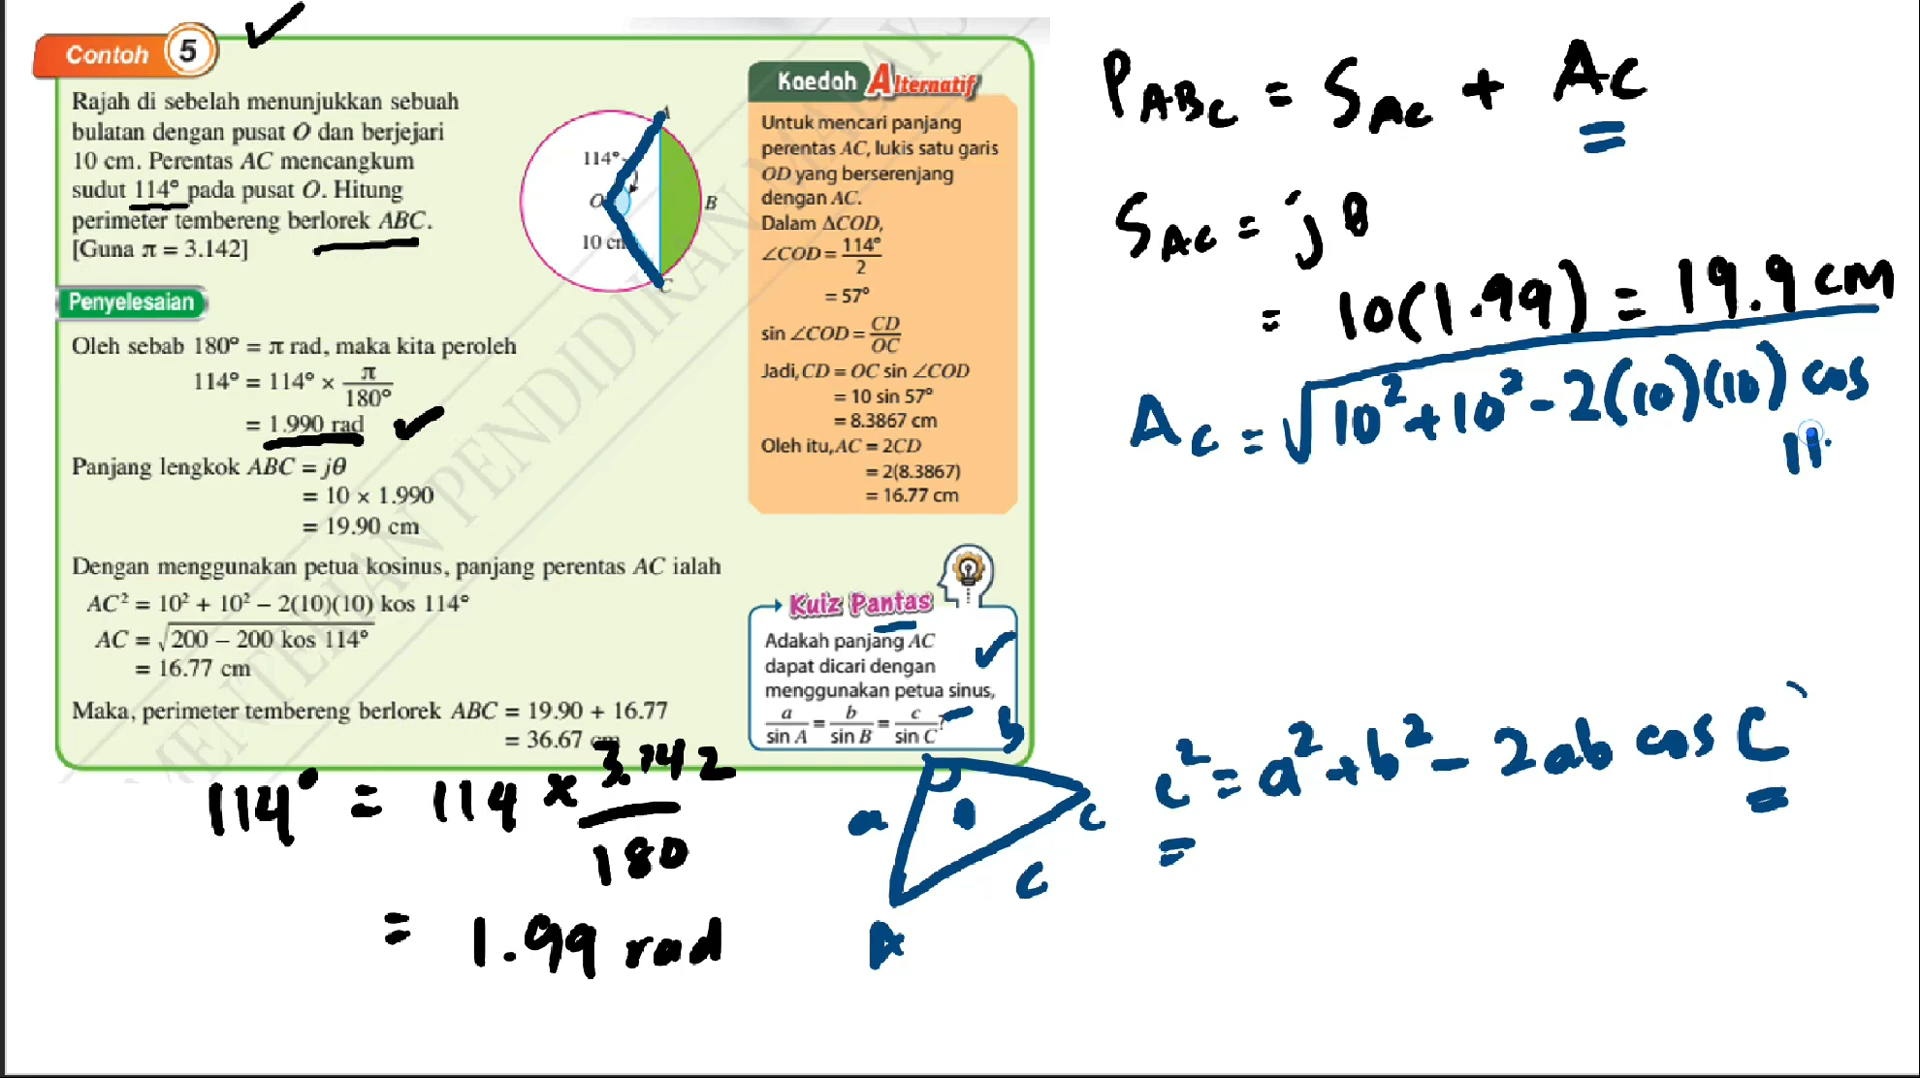 Contoh 5
Rajah di sebelah menunjukkan sebuah
bulatan dengan pusat O dan berjejari
10 cm. Perentas AC mencangkum
sudut 114° pada pusat O. Hitung
perimeter tembereng berlorek ABC.
[Guna π = 3.142]
A
114°
O
B
10 cm
C
Penyelesaian
Oleh sebab 180° = π rad, maka kita peroleh
114° = 114° × π/180°
= 1.990 rad
Panjang lengkok ABC = jθ
= 10 × 1.990
= 19.90 cm
Dengan menggunakan petua kosinus, panjang perentas AC ialah
AC² = 10² + 10² – 2(10)(10) kos 114°
AC = √(200 – 200 kos 114°)
= 16.77 cm
Maka, perimeter tembereng berlorek ABC = 19.90 + 16.77
= 36.67 cm
Kaedah Alternatif
Untuk mencari panjang
perentas AC, lukis satu garis
OD yang berserenjang
dengan AC.
Dalam ΔCOD,
∠COD = 114°/2
= 57°
sin ∠COD = CD/OC
Jadi, CD = OC sin ∠COD
= 10 sin 57°
= 8.3867 cm
Oleh itu, AC = 2CD
= 2(8.3867)
= 16.77 cm
Kuiz Pantas
Adakah panjang AC
dapat dicari dengan
menggunakan petua sinus,
a/sin A = b/sin B = c/sin C?
KEMENTERIAN PENDIDIKAN MALAYSIA
P ABC = S AC + AC
S AC = jθ
= 10(1.99) = 19.9 cm
AC = √10² + 10² - 2(10)(10) cos
11
114° = 114 × 3.142/180
= 1.99 rad
b
a
θ
c
C
A
c² = a² + b² - 2ab cos C